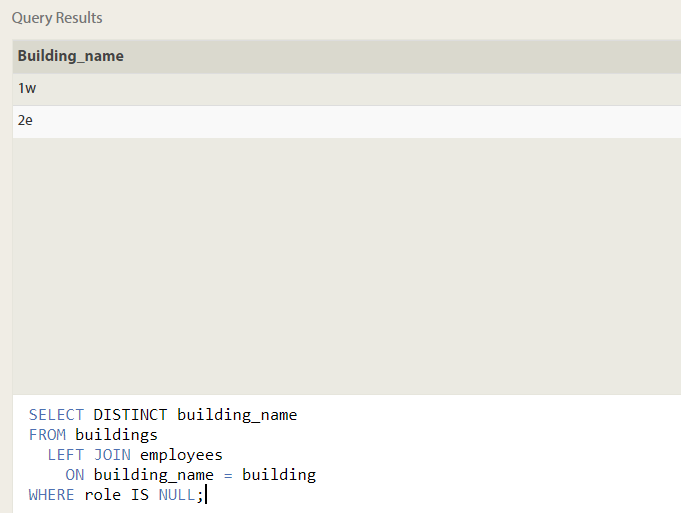 Query Results
Building_name
1w
2e
SELECT DISTINCT building_name
FROM buildings
LEFT JOIN employees
ON building_name = building
WHERE role IS NULL;